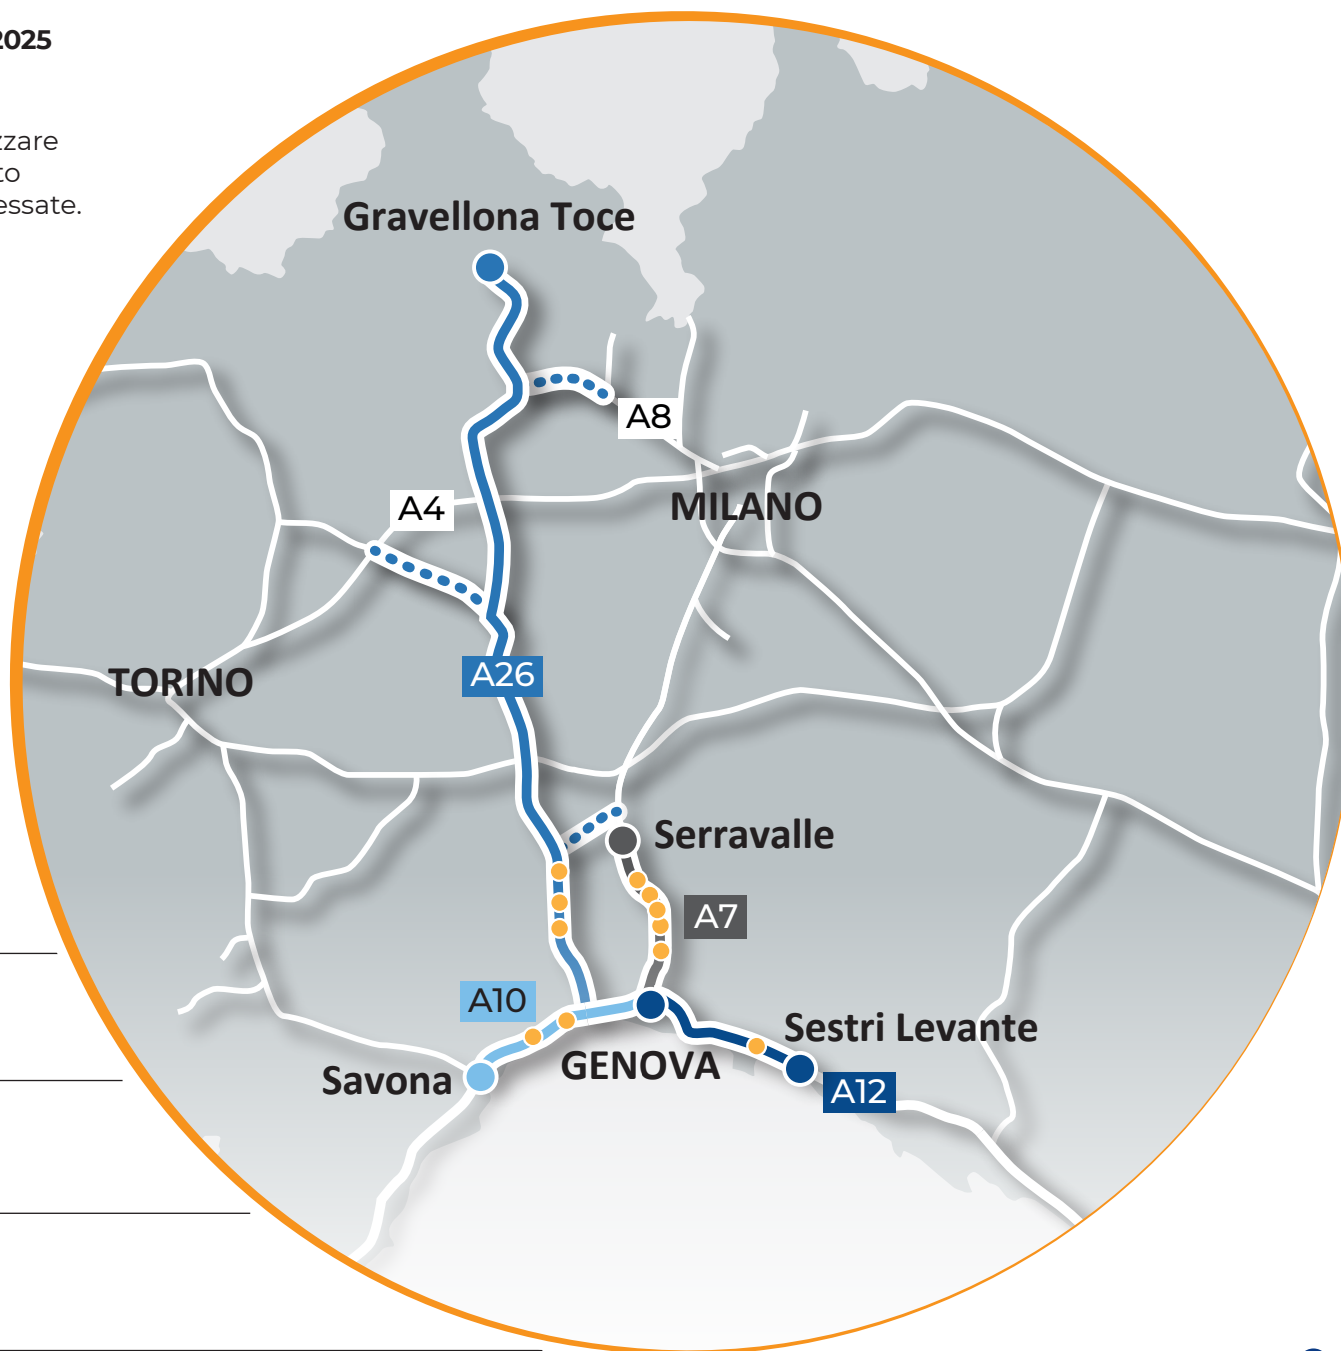 2025
zzare
to
essate.
Gravellona Toce
A8
A4
MILANO
TORINO
A26
Serravalle
A7
A10
Sestri Levante
GENOVA
Savona
A12